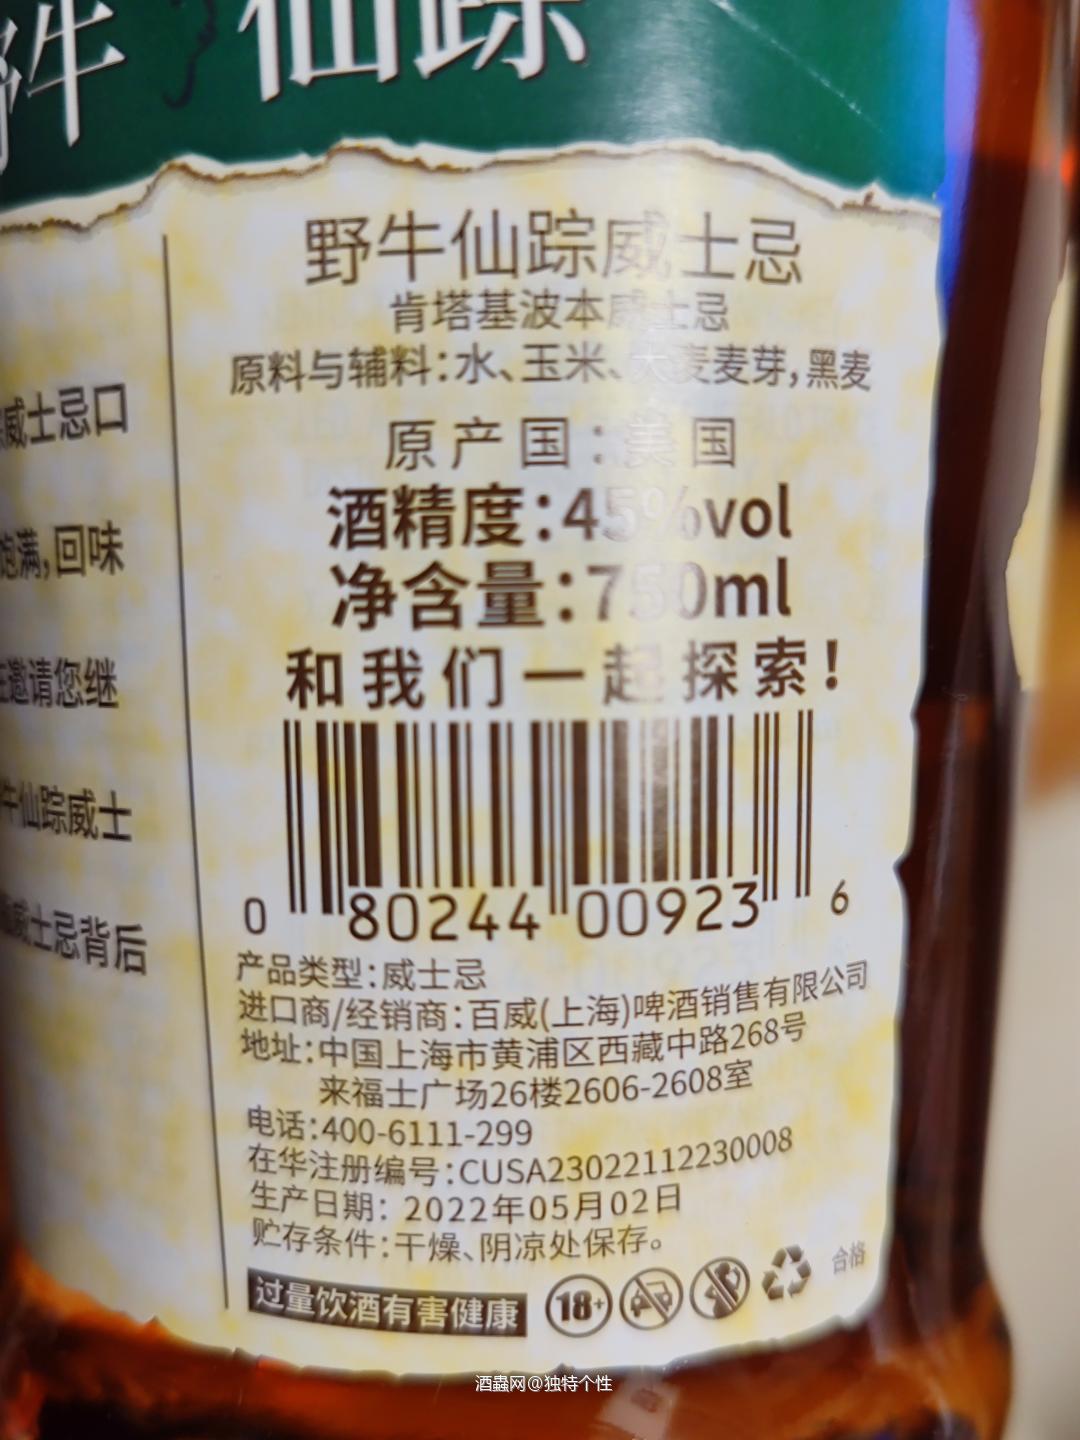 牛 仙踪
威士忌口
饱满,回味
邀请您继
牛仙踪威士
威士忌背后
野牛仙踪威士忌
肯塔基波本威士忌
原料与辅料:水、玉米、大麦麦芽,黑麦
原产国:美国
酒精度:45%vol
净含量:750ml
和我们一起探索!
0 80244 00923 6
产品类型:威士忌
进口商/经销商:百威(上海)啤酒销售有限公司
地址:中国上海市黄浦区西藏中路268号
来福士广场26楼2606-2608室
电话:400-6111-299
在华注册编号:CUSA23022112230008
生产日期: 2022年05月02日
贮存条件:干燥、阴凉处保存。
过量饮酒有害健康 18+ 合格
酒蟲网@独特个性